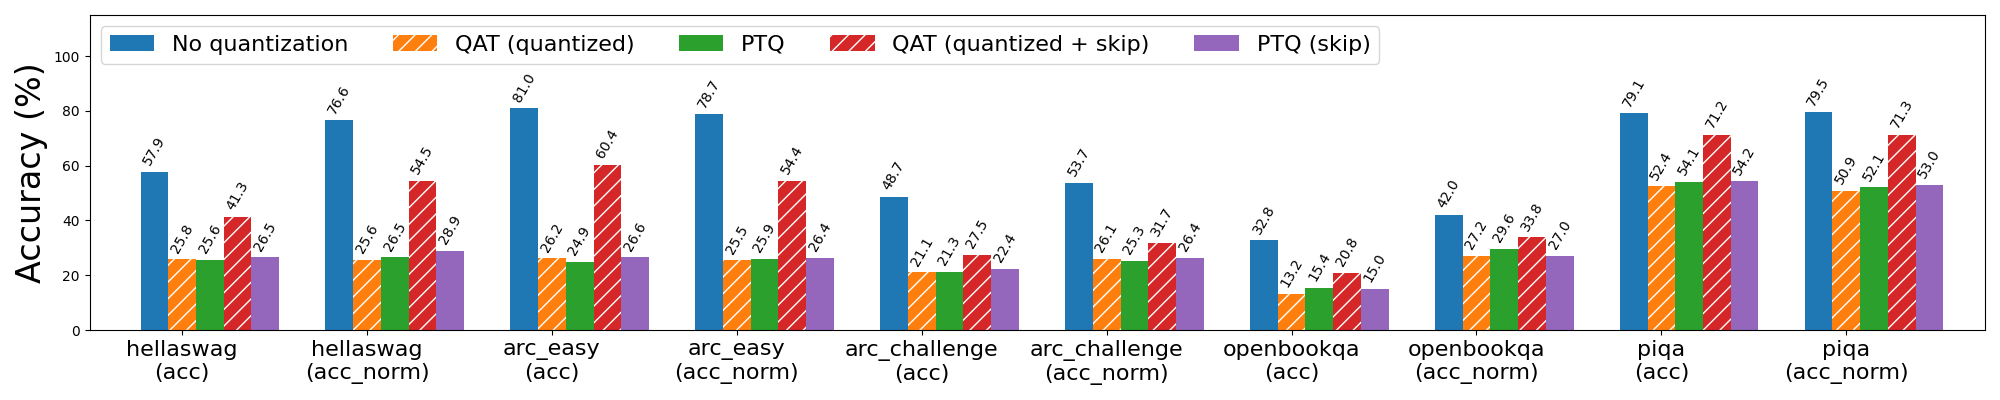 Accuracy (%)
100
80
60
40
20
0
No quantization
QAT (quantized)
PTQ
QAT (quantized + skip)
PTQ (skip)
57.9
25.8
25.6
41.3
26.5
76.6
25.6
26.5
54.5
28.9
81.0
26.2
24.9
60.4
26.6
78.7
25.5
25.9
54.4
26.4
48.7
21.1
21.3
27.5
22.4
53.7
26.1
25.3
31.7
26.4
32.8
13.2
15.4
20.8
15.0
42.0
27.2
29.6
33.8
27.0
79.1
52.4
54.1
71.2
54.2
79.5
50.9
52.1
71.3
53.0
hellaswag
(acc)
hellaswag
(acc_norm)
arc_easy
(acc)
arc_easy
(acc_norm)
arc_challenge
(acc)
arc_challenge
(acc_norm)
openbookqa
(acc)
openbookqa
(acc_norm)
piqa
(acc)
piqa
(acc_norm)